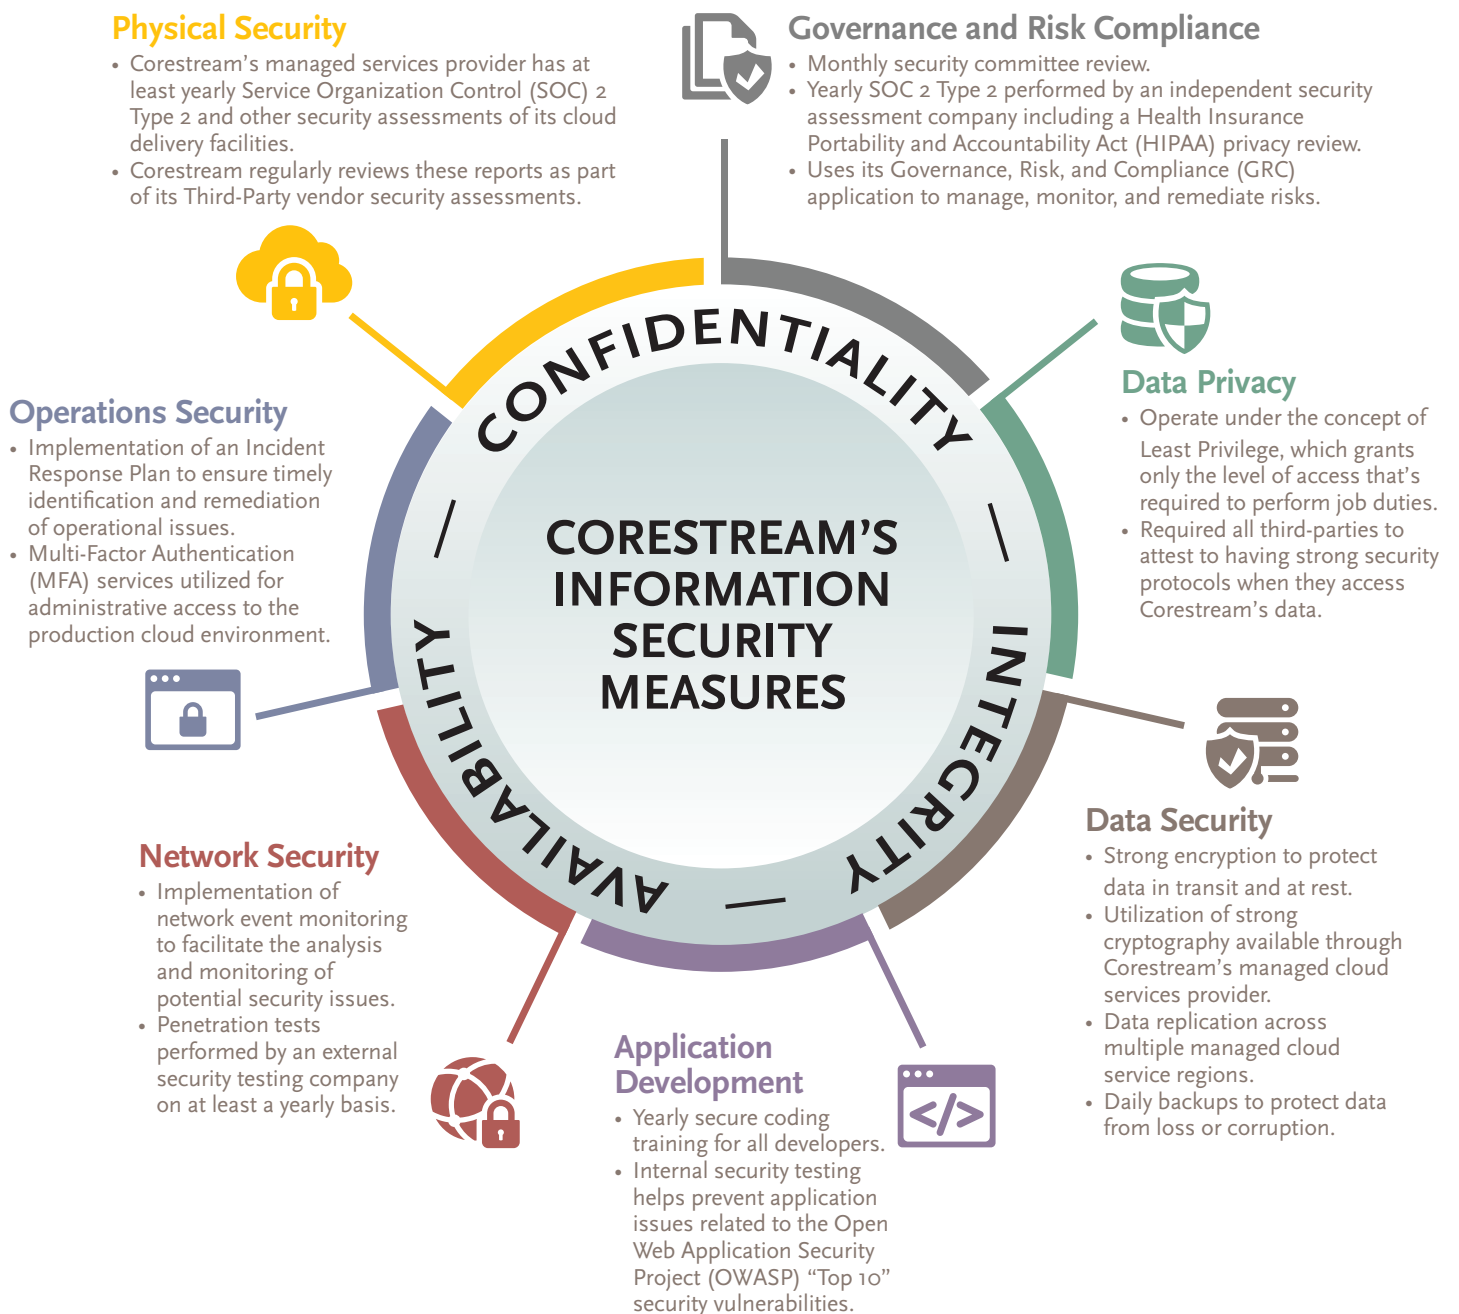 Physical Security
• Corestream's managed services provider has at
least yearly Service Organization Control (SOC) 2
Type 2 and other security assessments of its cloud
delivery facilities.
• Corestream regularly reviews these reports as part
of its Third-Party vendor security assessments.
Governance and Risk Compliance
• Monthly security committee review.
• Yearly SOC 2 Type 2 performed by an independent security
assessment company including a Health Insurance
Portability and Accountability Act (HIPAA) privacy review.
• Uses its Governance, Risk, and Compliance (GRC)
application to manage, monitor, and remediate risks.
Data Privacy
• Operate under the concept of
Least Privilege, which grants
only the level of access that's
required to perform job duties.
• Required all third-parties to
attest to having strong security
protocols when they access
Corestream's data.
Operations Security
• Implementation of an Incident
Response Plan to ensure timely
identification and remediation
of operational issues.
• Multi-Factor Authentication
(MFA) services utilized for
administrative access to the
production cloud environment.
CONFIDENTIALITY
INTEGRITY
AVAILABILITY
CORESTREAM'S
INFORMATION
SECURITY
MEASURES
Data Security
• Strong encryption to protect
data in transit and at rest.
• Utilization of strong
cryptography available through
Corestream's managed cloud
services provider.
• Data replication across
multiple managed cloud
service regions.
• Daily backups to protect data
from loss or corruption.
Network Security
• Implementation of
network event monitoring
to facilitate the analysis
and monitoring of
potential security issues.
• Penetration tests
performed by an external
security testing company
on at least a yearly basis.
Application
Development
• Yearly secure coding
training for all developers.
• Internal security testing
helps prevent application
issues related to the Open
Web Application Security
Project (OWASP) “Top 10”
security vulnerabilities.
</>